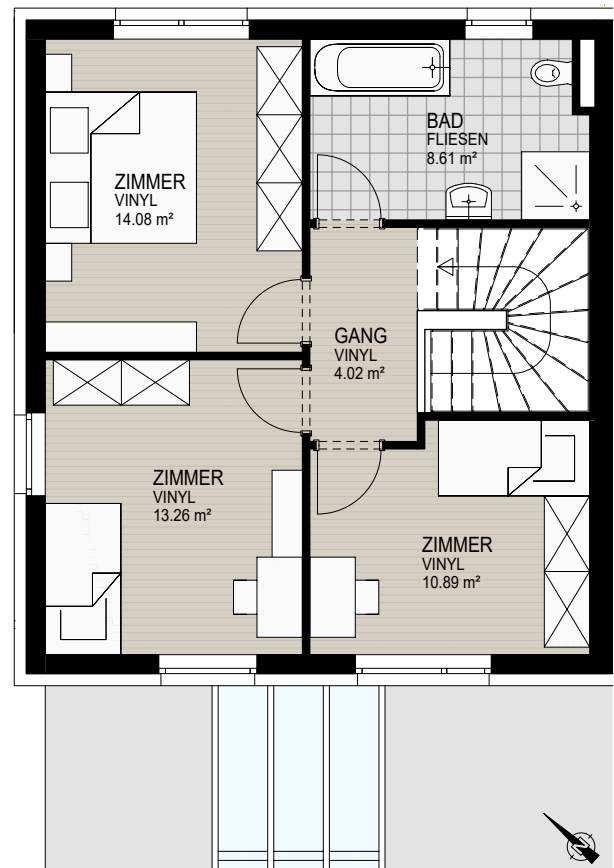 BAD
FLIESEN
8.61 m²
ZIMMER
VINYL
14.08 m²
GANG
VINYL
4.02 m²
ZIMMER
VINYL
13.26 m²
ZIMMER
VINYL
10.89 m²
N